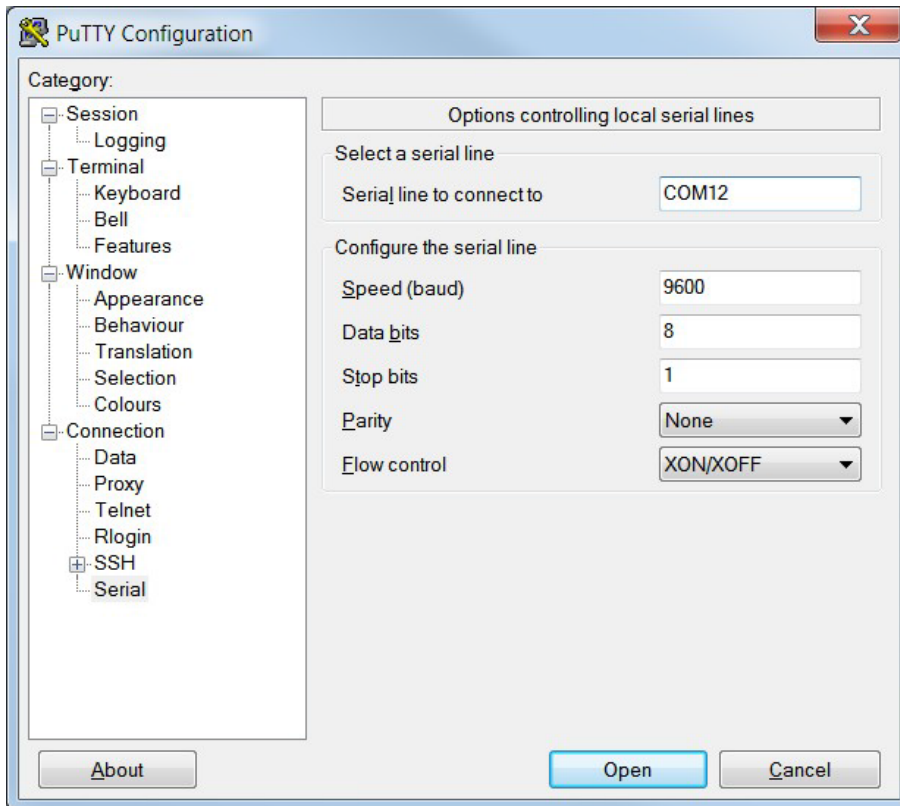 PuTTY Configuration
Category:
Session
Logging
Terminal
Keyboard
Bell
Features
Window
Appearance
Behaviour
Translation
Selection
Colours
Connection
Data
Proxy
Telnet
Rlogin
SSH
Serial
Options controlling local serial lines
Select a serial line
Serial line to connect to COM12
Configure the serial line
Speed (baud) 9600
Data bits 8
Stop bits 1
Parity None
Flow control XON/XOFF
About Open Cancel